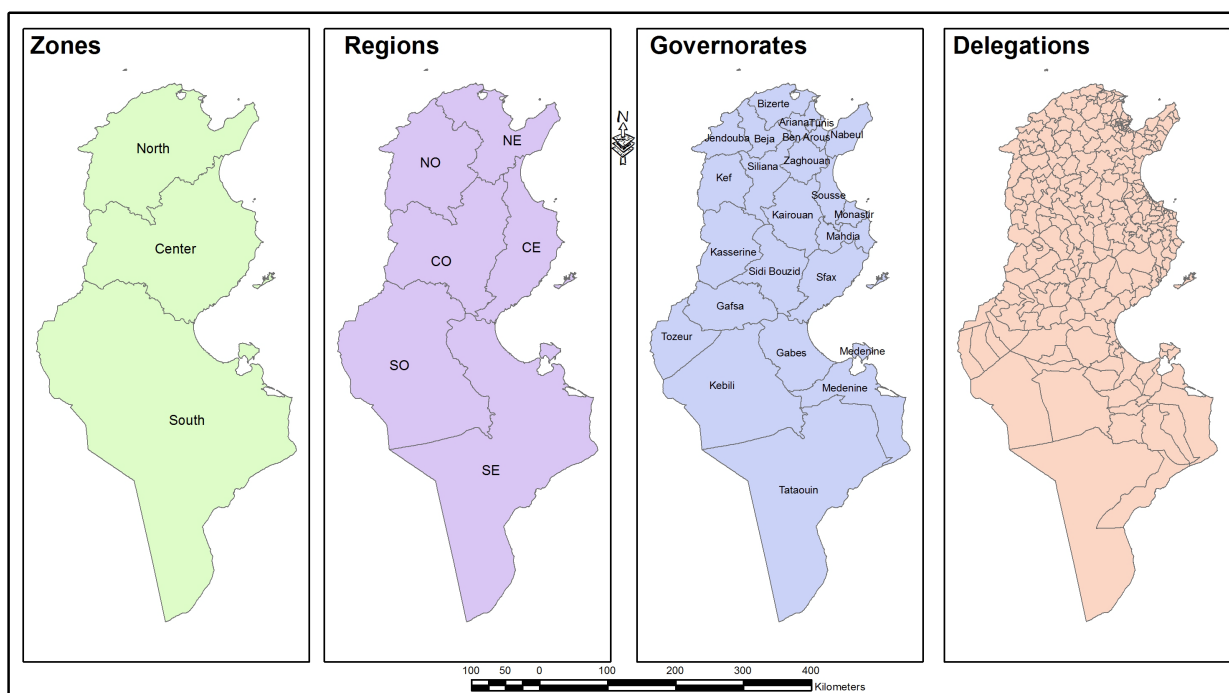 Zones
North
Center
South
Regions
NO
NE
CO
CE
SO
SE
N
Governorates
Bizerte
Ariana Tunis
Jendouba Beja Ben Arous Nabeul
Siliana Zaghouan
Kef
Sousse
Kairouan Monastir
Mahdia
Kasserine
Sidi Bouzid Sfax
Gafsa
Tozeur
Gabes Medenine
Kebili Medenine
Tataouin
Delegations
100 50 0 100 200 300 400
Kilometers